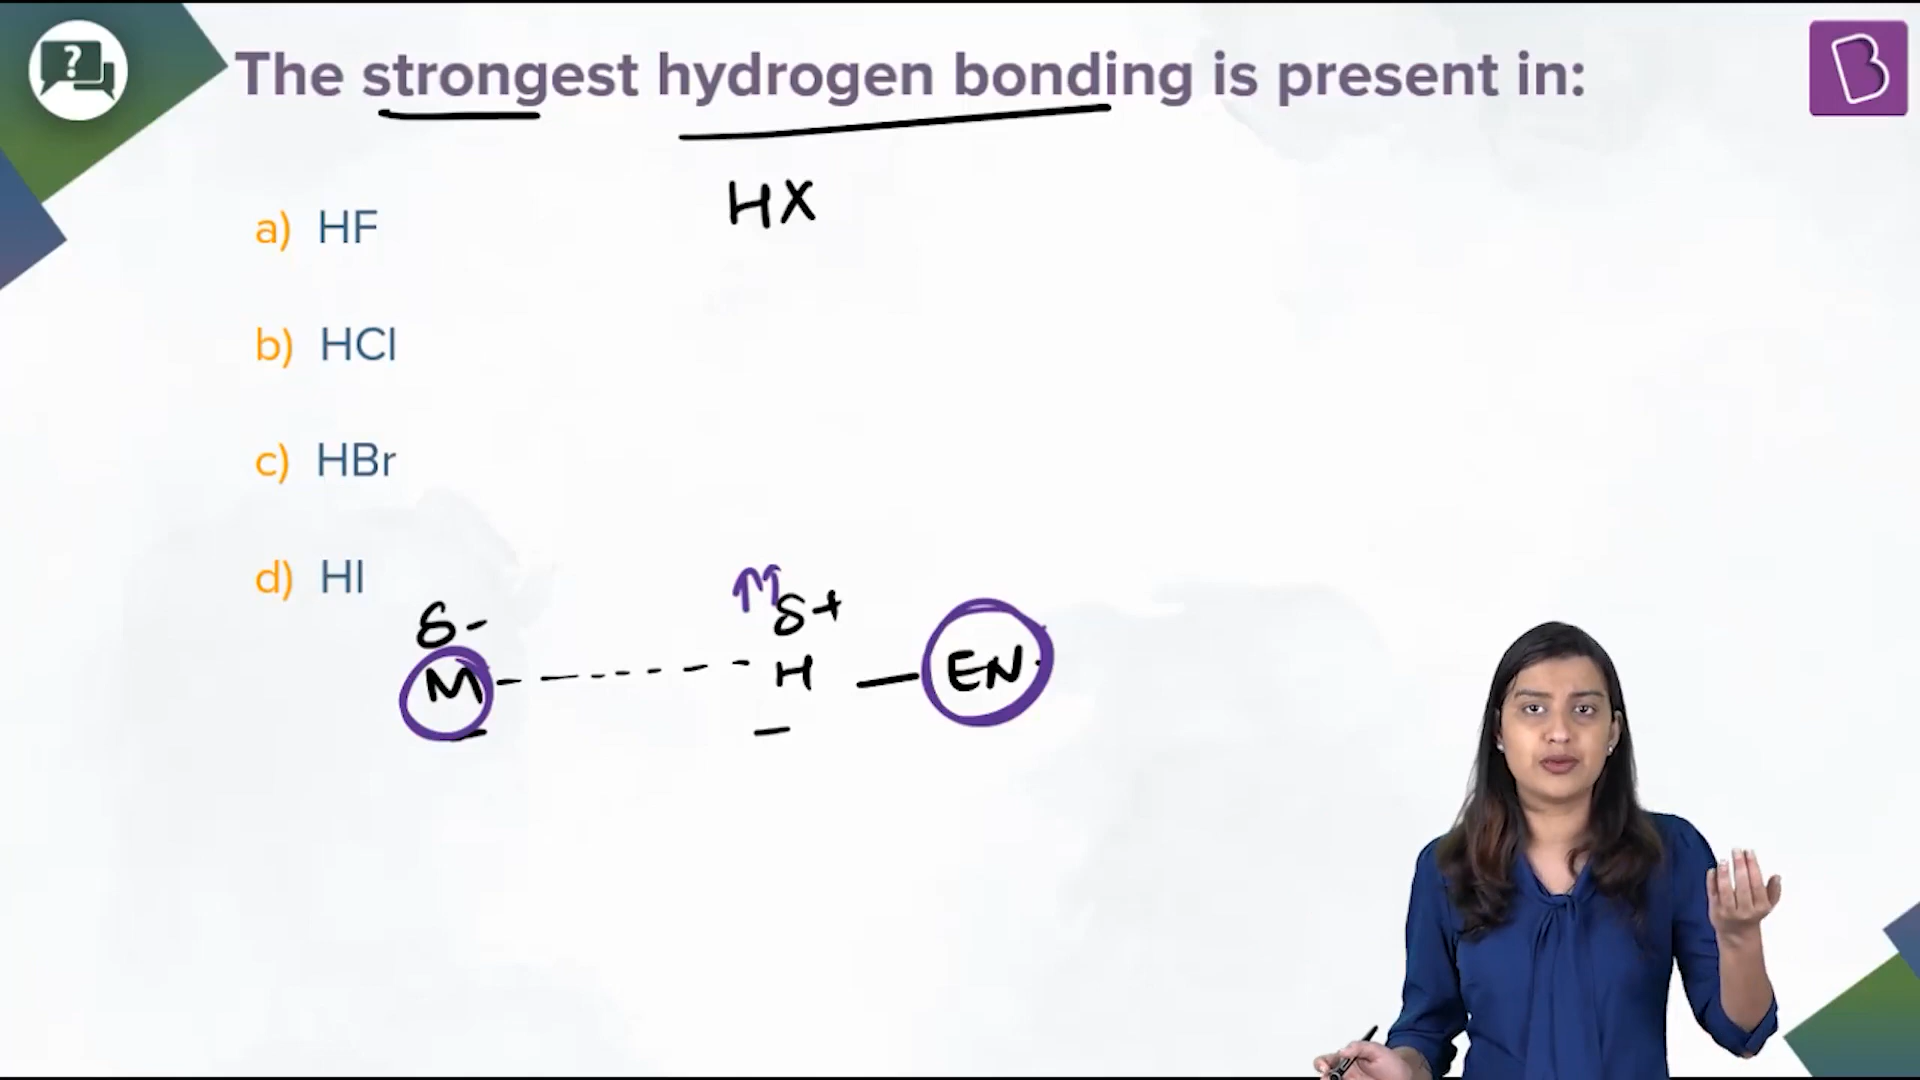 ?
The strongest hydrogen bonding is present in:
B
HX
a) HF
b) HCl
c) HBr
d) HI
δ- ↑↑δ+
M ----- H — EN